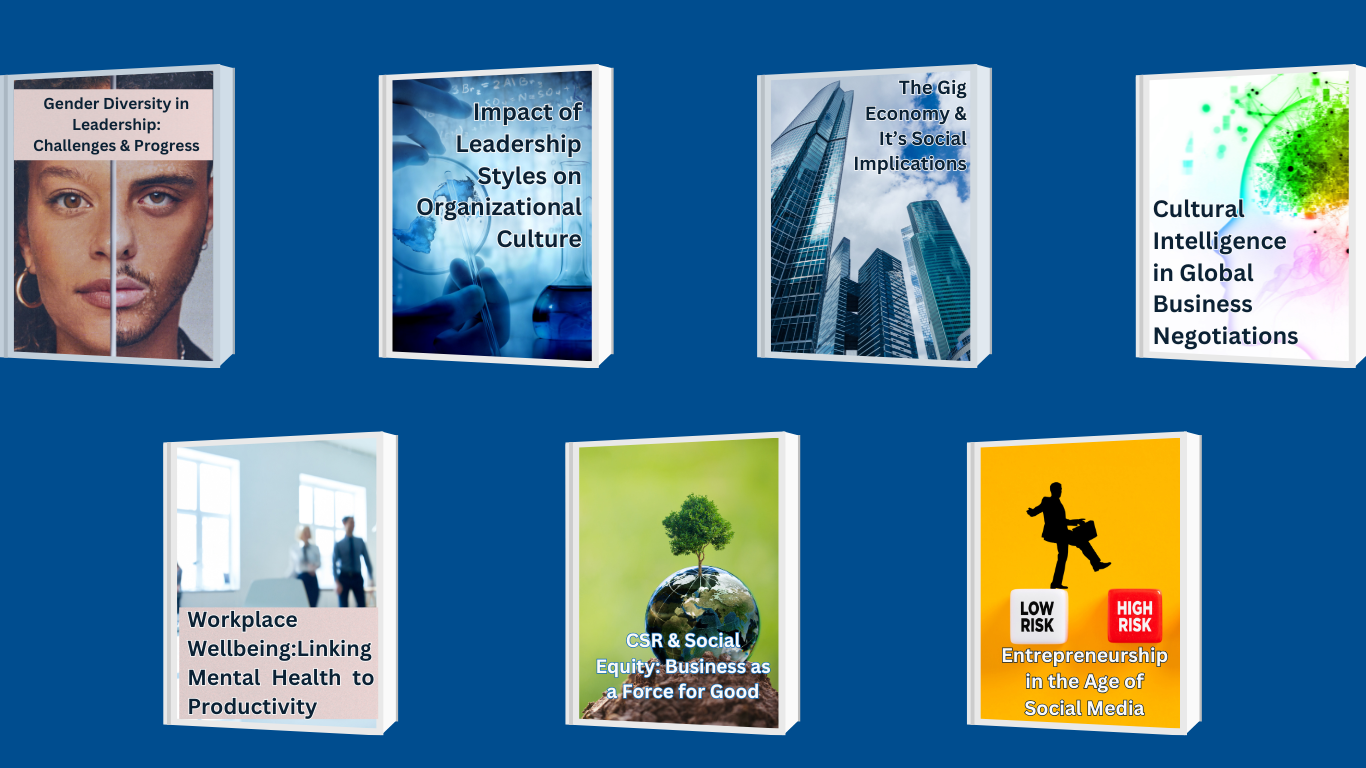 Gender Diversity in
Leadership:
Challenges & Progress
Impact of
Leadership
Styles on
Organizational
Culture
The Gig
Economy &
It's Social
Implications
Cultural
Intelligence
in Global
Business
Negotiations
Workplace
Wellbeing:Linking
Mental Health to
Productivity
CSR & Social
Equity: Business as
a Force for Good
LOW
RISK
HIGH
RISK
Entrepreneurship
in the Age of
Social Media